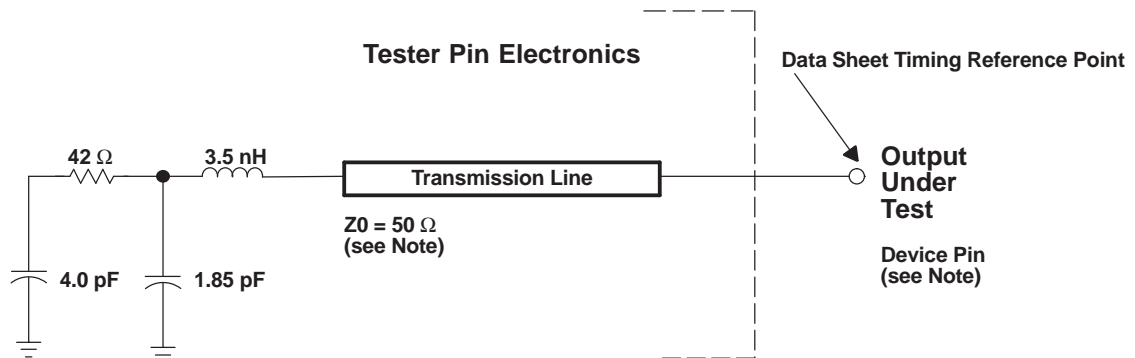 Tester Pin Electronics
Data Sheet Timing Reference Point
42 Ω
3.5 nH
Transmission Line
Output
Under
Test
Z0 = 50 Ω
(see Note)
Device Pin
(see Note)
4.0 pF
1.85 pF